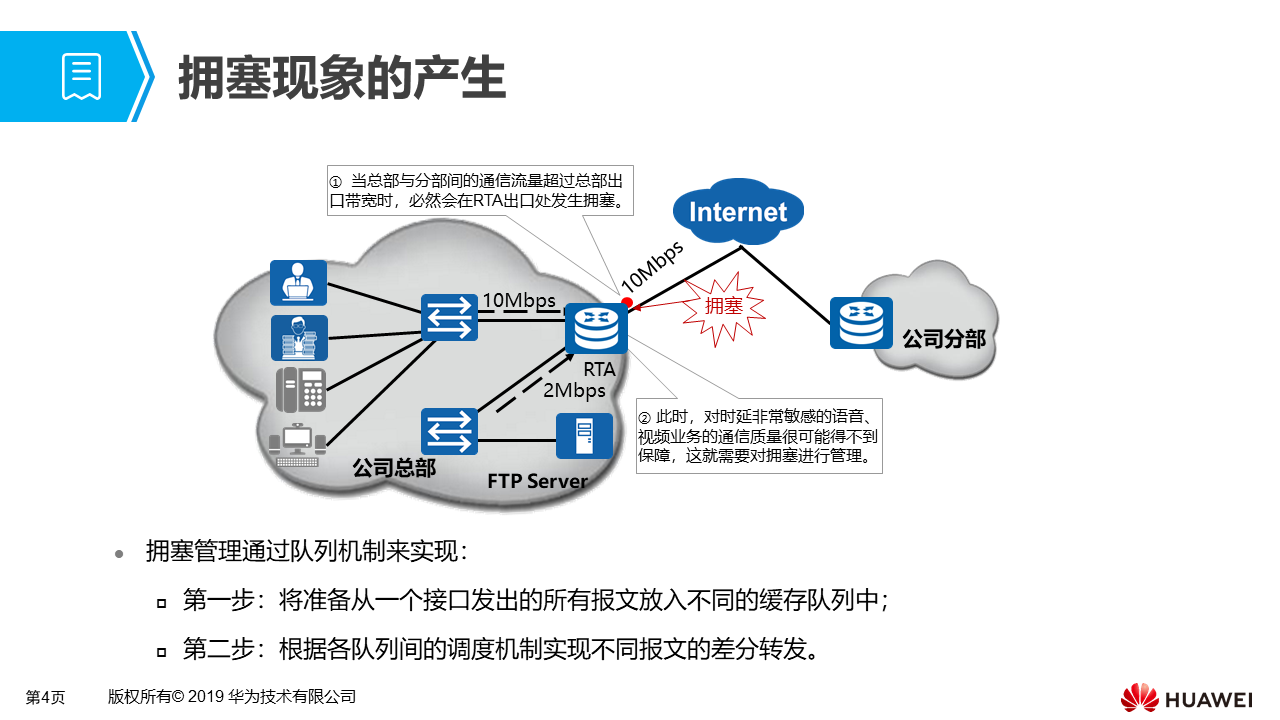 拥塞现象的产生
① 当总部与分部间的通信流量超过总部出
口带宽时，必然会在RTA出口处发生拥塞。
Internet
10Mbps
10Mbps
拥塞
公司分部
RTA
2Mbps
② 此时，对时延非常敏感的语音、
视频业务的通信质量很可能得不到
保障，这就需要对拥塞进行管理。
公司总部
FTP Server
• 拥塞管理通过队列机制来实现：
第一步：将准备从一个接口发出的所有报文放入不同的缓存队列中；
第二步：根据各队列间的调度机制实现不同报文的差分转发。
第4页
版权所有© 2019 华为技术有限公司
HUAWEI